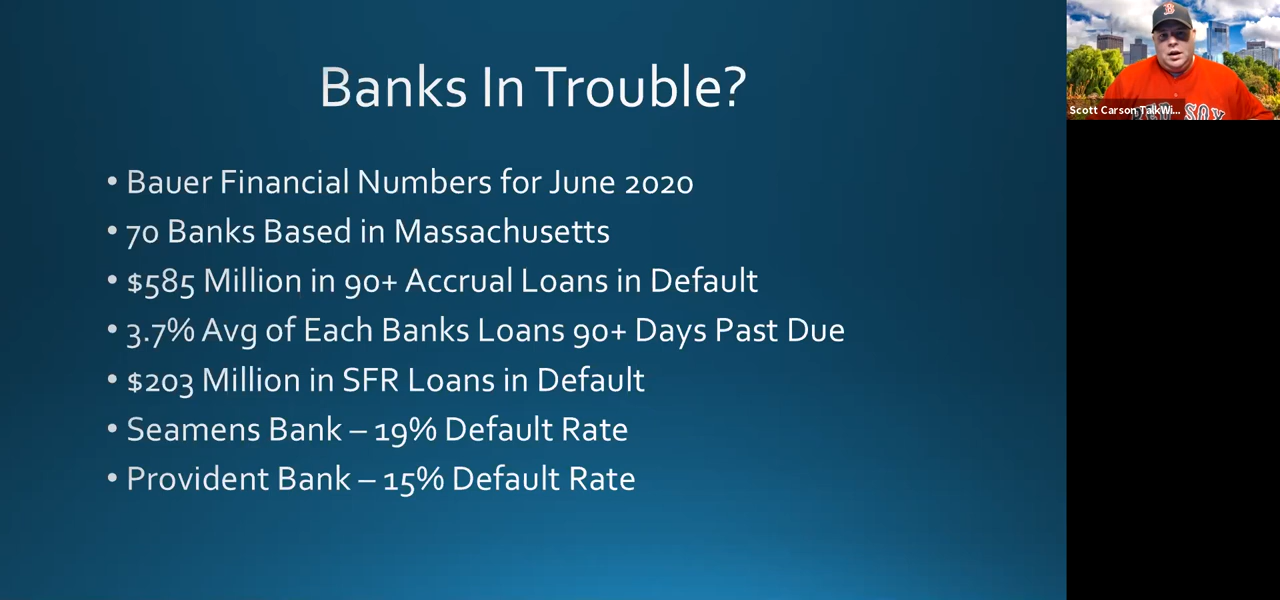 Banks In Trouble?
• Bauer Financial Numbers for June 2020
• 70 Banks Based in Massachusetts
• $585 Million in 90+ Accrual Loans in Default
• 3.7% Avg of Each Banks Loans 90+ Days Past Due
• $203 Million in SFR Loans in Default
• Seamens Bank – 19% Default Rate
• Provident Bank – 15% Default Rate
B
Scott Carson TalkWi...
RED SOX